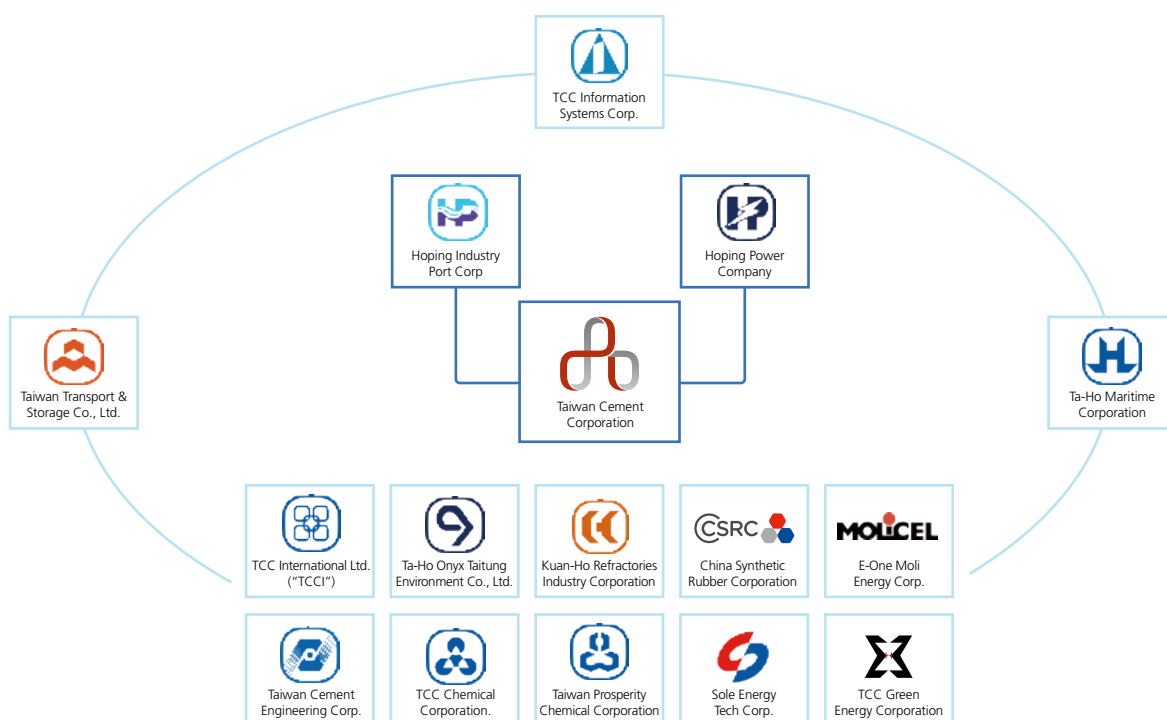 TCC Information
Systems Corp.
HP
Hoping Industry
Port Corp
HP
Hoping Power
Company
Taiwan Transport &
Storage Co., Ltd.
Taiwan Cement
Corporation
H
Ta-Ho Maritime
Corporation
TCC International Ltd.
("TCCI")
Ta-Ho Onyx Taitung
Environment Co., Ltd.
Kuan-Ho Refractories
Industry Corporation
CSRC
China Synthetic
Rubber Corporation
MOLiCEL
E-One Moli
Energy Corp.
Taiwan Cement
Engineering Corp.
TCC Chemical
Corporation.
Taiwan Prosperity
Chemical Corporation
Sole Energy
Tech Corp.
TCC Green
Energy Corporation